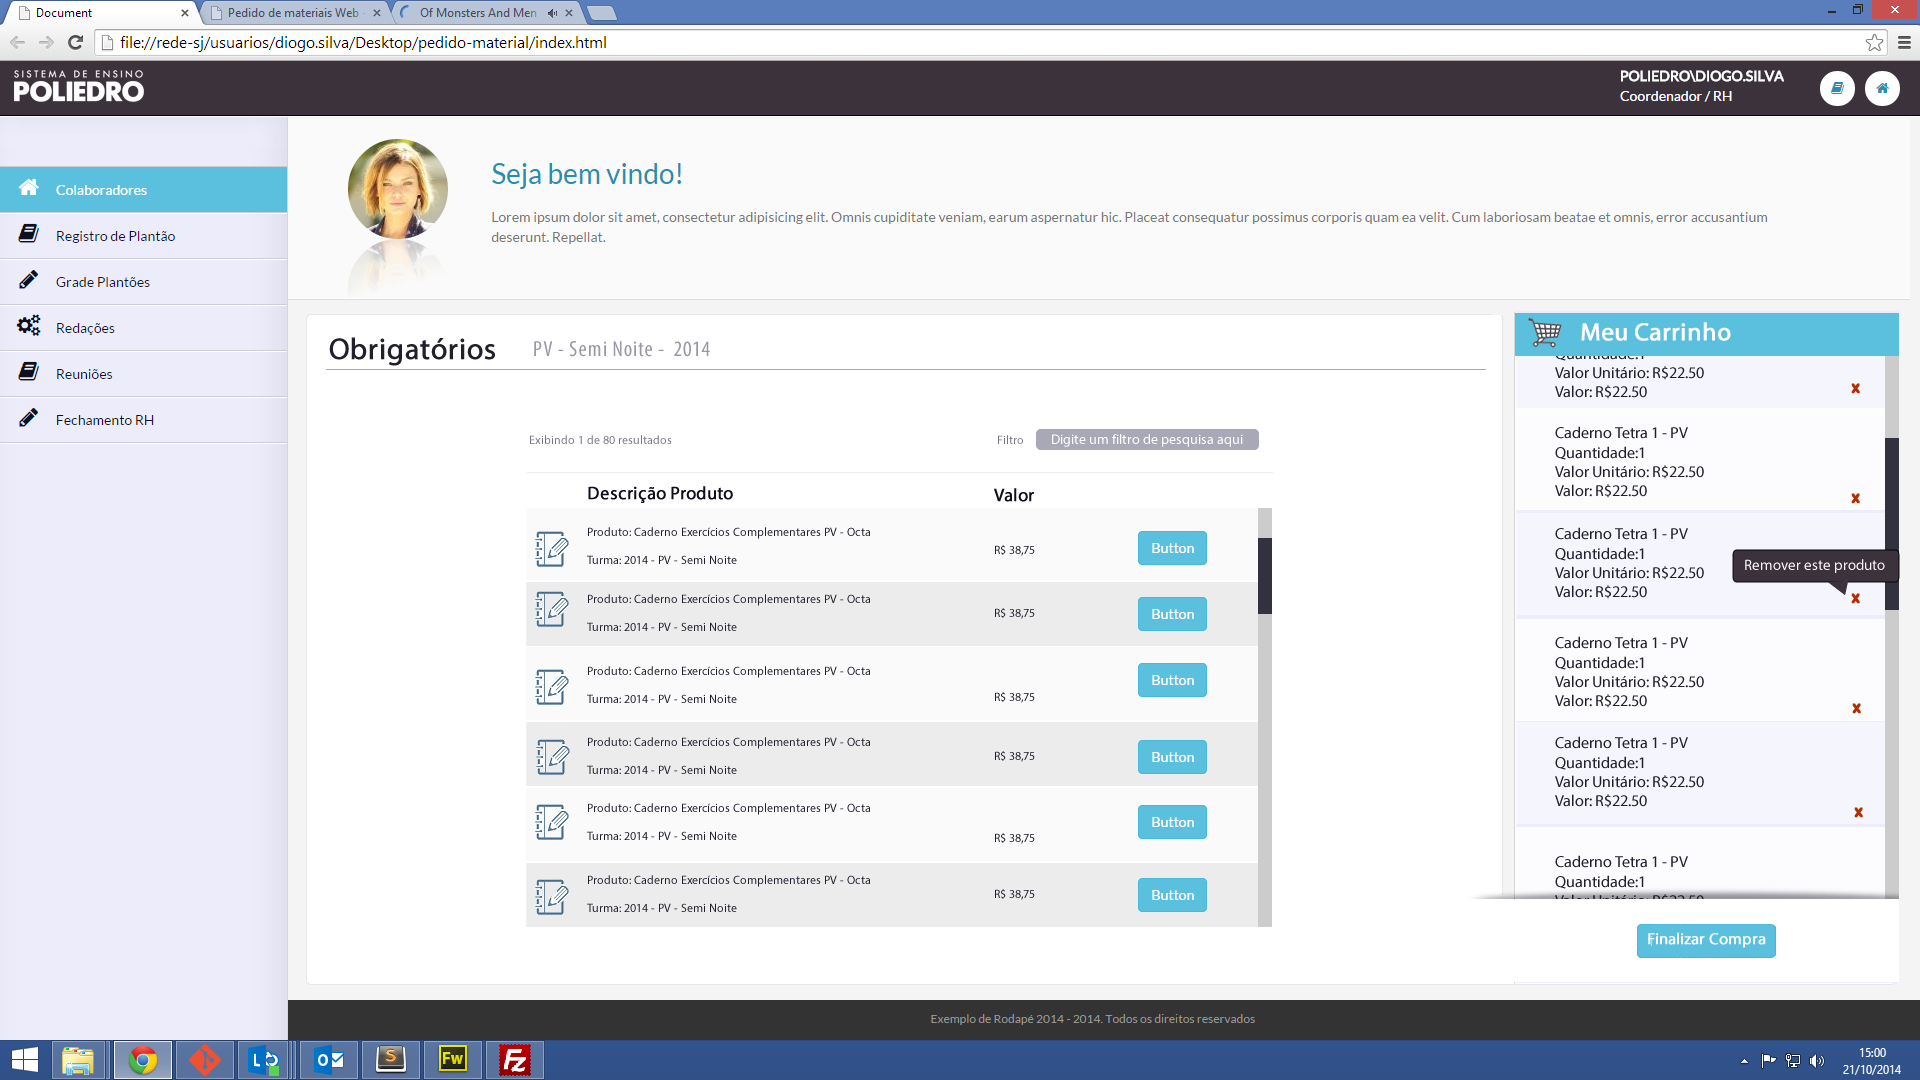 Document
Pedido de materiais Web
Of Monsters And Men
file://rede-sj/usuarios/diogo.silva/Desktop/pedido-material/index.html
SISTEMA DE ENSINO
POLIEDRO
POLIEDRO\DIOGO.SILVA
Coordenador / RH
Colaboradores
Registro de Plantão
Grade Plantões
Redações
Reuniões
Fechamento RH
Seja bem vindo!
Lorem ipsum dolor sit amet, consectetur adipisicing elit. Omnis cupiditate veniam, earum aspernatur hic. Placeat consequatur possimus corporis quam ea velit. Cum laboriosam beatae et omnis, error accusantium
deserunt. Repellat.
Obrigatórios PV - Semi Noite - 2014
Exibindo 1 de 80 resultados
Filtro Digite um filtro de pesquisa aqui
Descrição Produto Valor
Produto: Caderno Exercícios Complementares PV - Octa
Turma: 2014 - PV - Semi Noite
R$ 38,75
Button
Produto: Caderno Exercícios Complementares PV - Octa
Turma: 2014 - PV - Semi Noite
R$ 38,75
Button
Produto: Caderno Exercícios Complementares PV - Octa
Turma: 2014 - PV - Semi Noite
R$ 38,75
Button
Produto: Caderno Exercícios Complementares PV - Octa
Turma: 2014 - PV - Semi Noite
R$ 38,75
Button
Produto: Caderno Exercícios Complementares PV - Octa
Turma: 2014 - PV - Semi Noite
R$ 38,75
Button
Produto: Caderno Exercícios Complementares PV - Octa
Turma: 2014 - PV - Semi Noite
R$ 38,75
Button
Meu Carrinho
Quantidade:1
Valor Unitário: R$22.50
Valor: R$22.50
x
Caderno Tetra 1 - PV
Quantidade:1
Valor Unitário: R$22.50
Valor: R$22.50
x
Caderno Tetra 1 - PV
Quantidade:1
Valor Unitário: R$22.50
Valor: R$22.50
Remover este produto
x
Caderno Tetra 1 - PV
Quantidade:1
Valor Unitário: R$22.50
Valor: R$22.50
x
Caderno Tetra 1 - PV
Quantidade:1
Valor Unitário: R$22.50
Valor: R$22.50
x
Caderno Tetra 1 - PV
Quantidade:1
Valor Unitário: R$22.50
Finalizar Compra
Exemplo de Rodapé 2014 - 2014. Todos os direitos reservados
Fw
Fz
15:00
21/10/2014